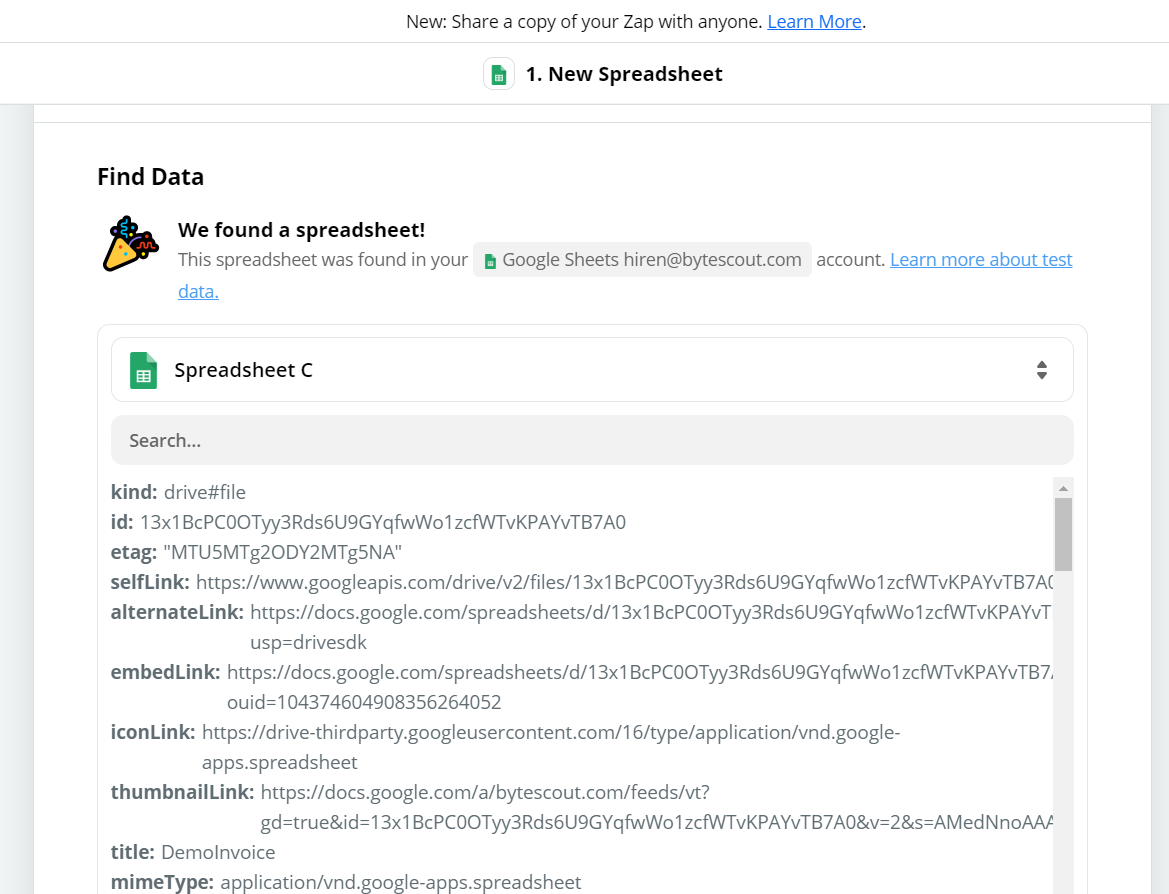 New: Share a copy of your Zap with anyone. Learn More.
1. New Spreadsheet
Find Data
We found a spreadsheet!
This spreadsheet was found in your Google Sheets hiren@bytescout.com account. Learn more about test
data.
Spreadsheet C
Search...
kind: drive#file
id: 13x1BcPC0OTyy3Rds6U9GYqfwWo1zcfWTvKPAYvTB7A0
etag: "MTU5MTg2ODY2MTg5NA"
selfLink: https://www.googleapis.com/drive/v2/files/13x1BcPC0OTyy3Rds6U9GYqfwWo1zcfWTvKPAYvTB7A0
alternateLink: https://docs.google.com/spreadsheets/d/13x1BcPC0OTyy3Rds6U9GYqfwWo1zcfWTvKPAYvT
usp=drivesdk
embedLink: https://docs.google.com/spreadsheets/d/13x1BcPC0OTyy3Rds6U9GYqfwWo1zcfWTvKPAYvTB7A
ouid=104374604908356264052
iconLink: https://drive-thirdparty.googleusercontent.com/16/type/application/vnd.google-
apps.spreadsheet
thumbnailLink: https://docs.google.com/a/bytescout.com/feeds/vt?
gd=true&id=13x1BcPC0OTyy3Rds6U9GYqfwWo1zcfWTvKPAYvTB7A0&v=2&s=AMedNnoAAA
title: DemoInvoice
mimeType: application/vnd.google-apps.spreadsheet